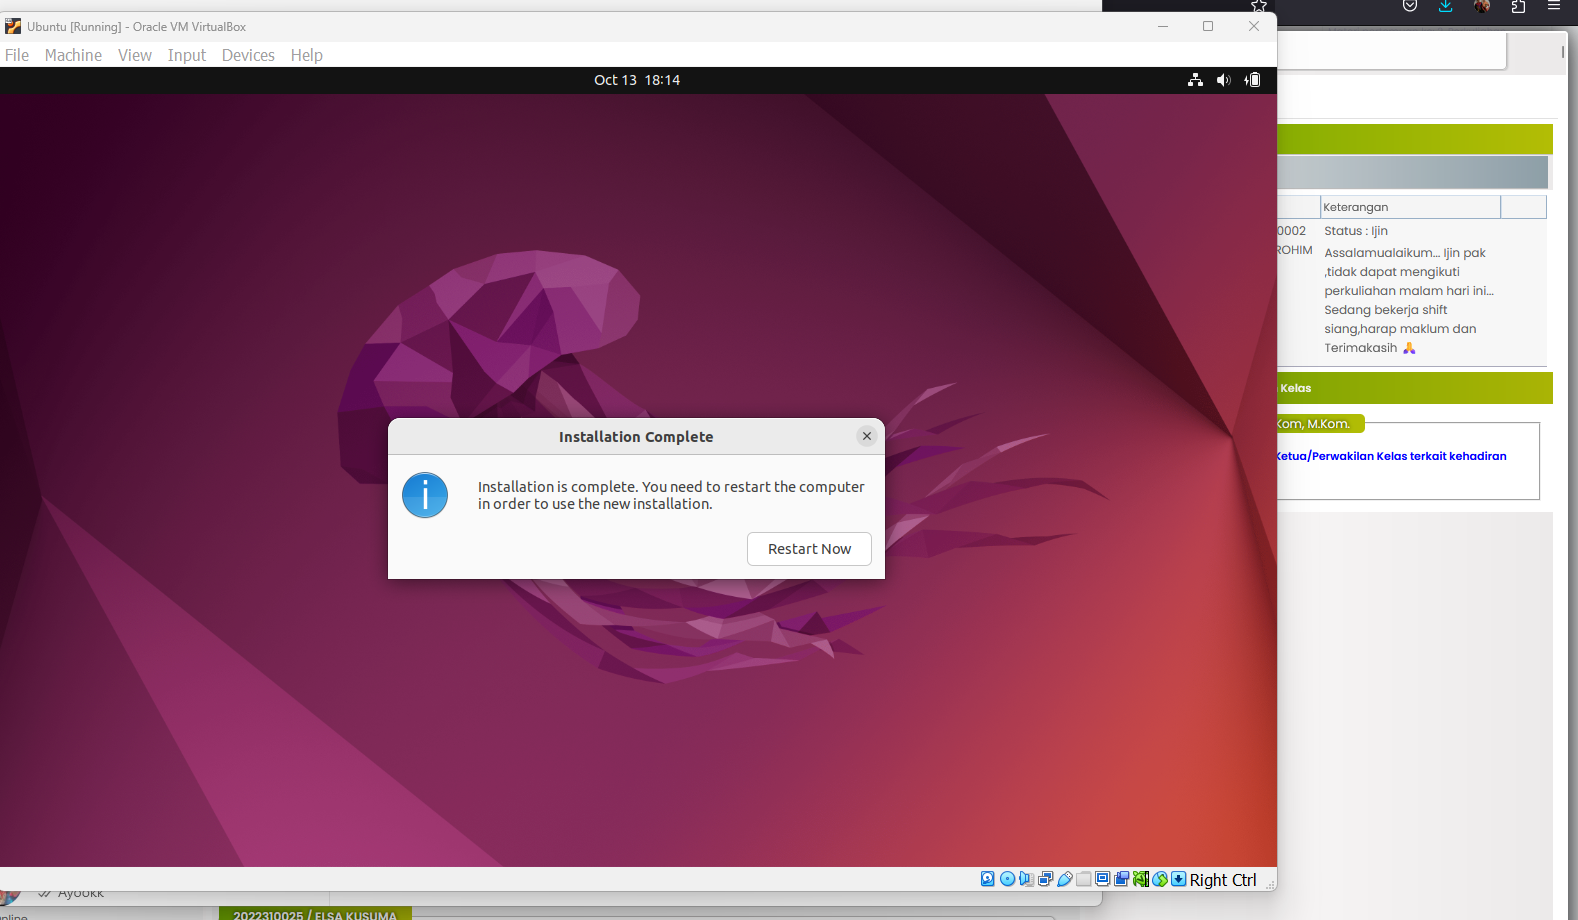 Ubuntu [Running] - Oracle VM VirtualBox
File Machine View Input Devices Help
Oct 13 18:14
Installation Complete
Installation is complete. You need to restart the computer
in order to use the new installation.
Restart Now
Right Ctrl
Keterangan
0002
ROHIM
Status : Ijin
Assalamualaikum... Ijin pak
,tidak dapat mengikuti
perkuliahan malam hari ini...
Sedang bekerja shift
siang,harap maklum dan
Terimakasih 🙏
Kelas
Kom, M.Kom.
Ketua/Perwakilan Kelas terkait kehadiran
Ayookk
nline
2022310025 / ELSA KUSUMA